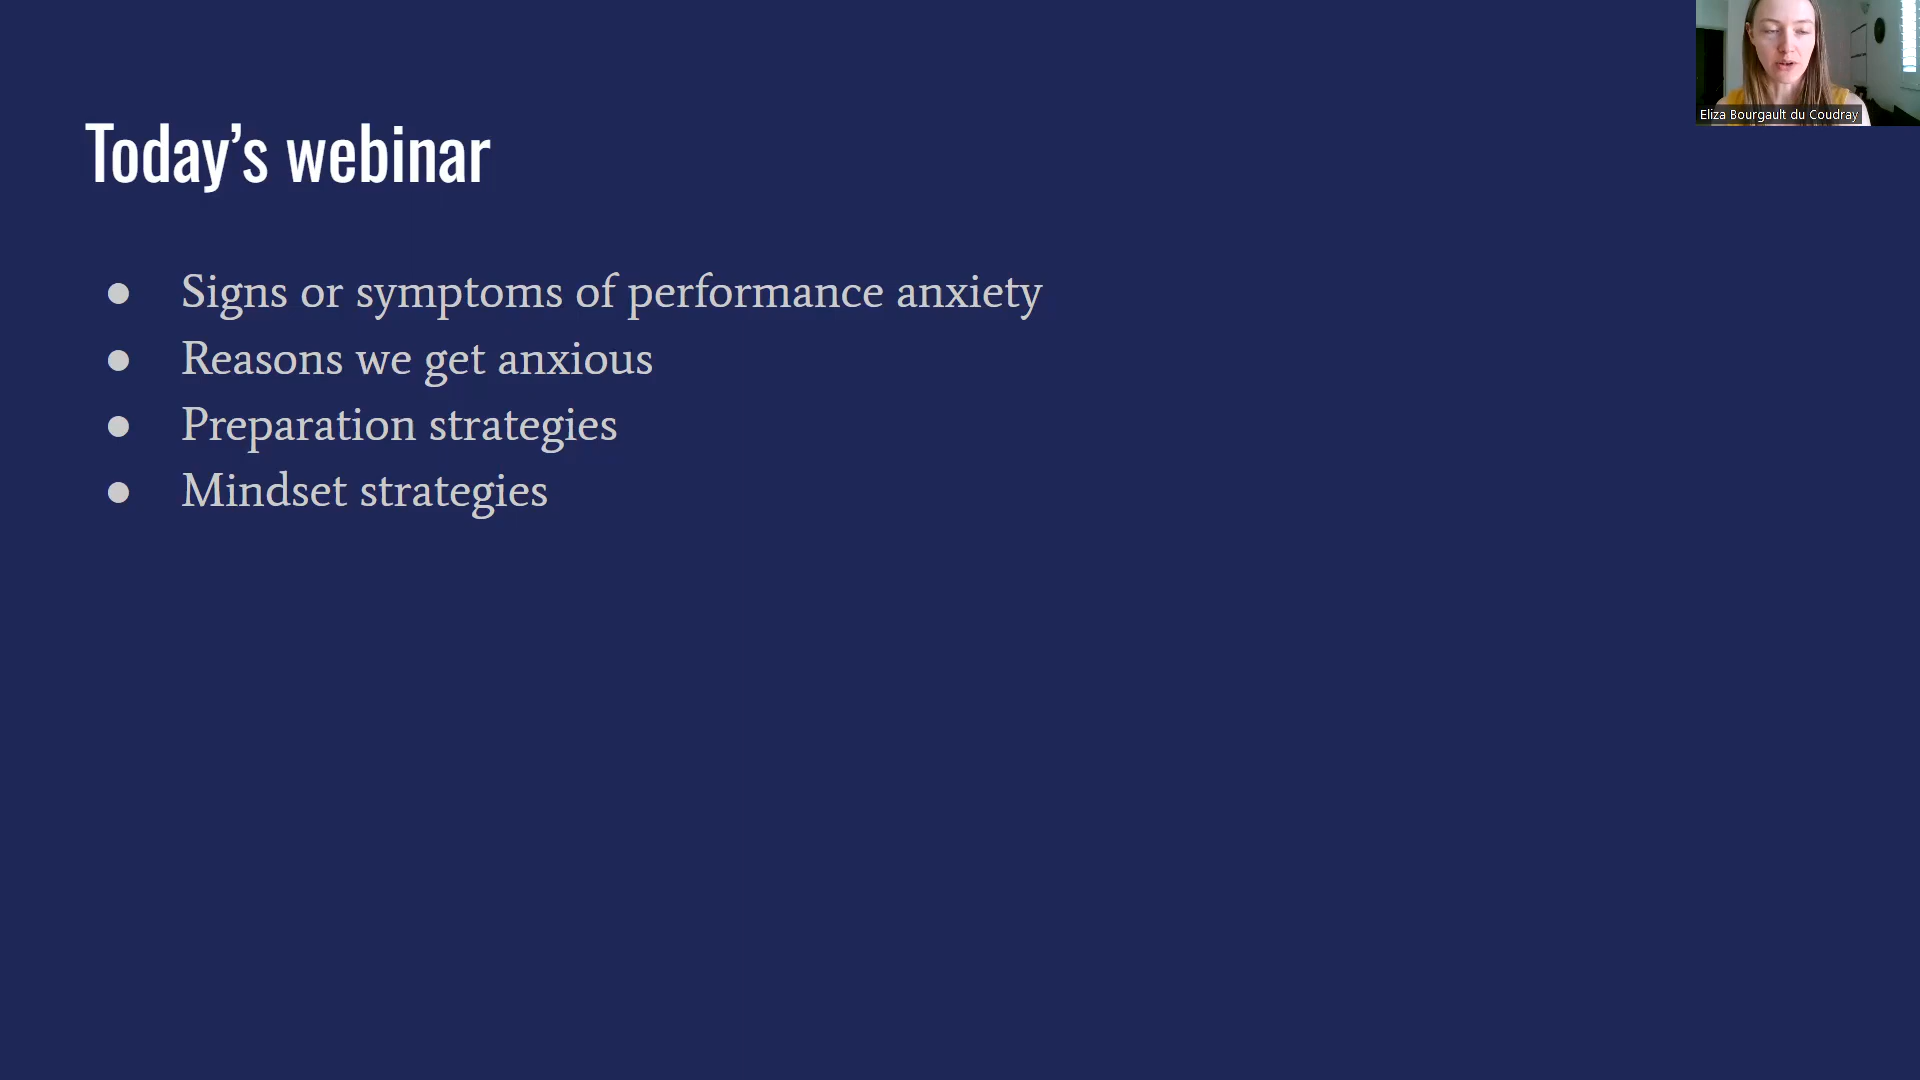 Today’s webinar
● Signs or symptoms of performance anxiety
● Reasons we get anxious
● Preparation strategies
● Mindset strategies
Eliza Bourgault du Coudray